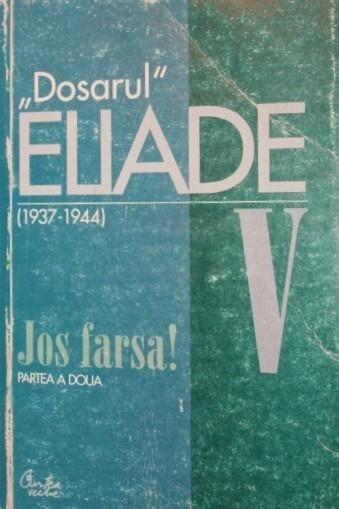 „Dosarul“
ELIADE
(1937-1944)
V
Jos farsa!
PARTEA A DOUA
Curtea
veche